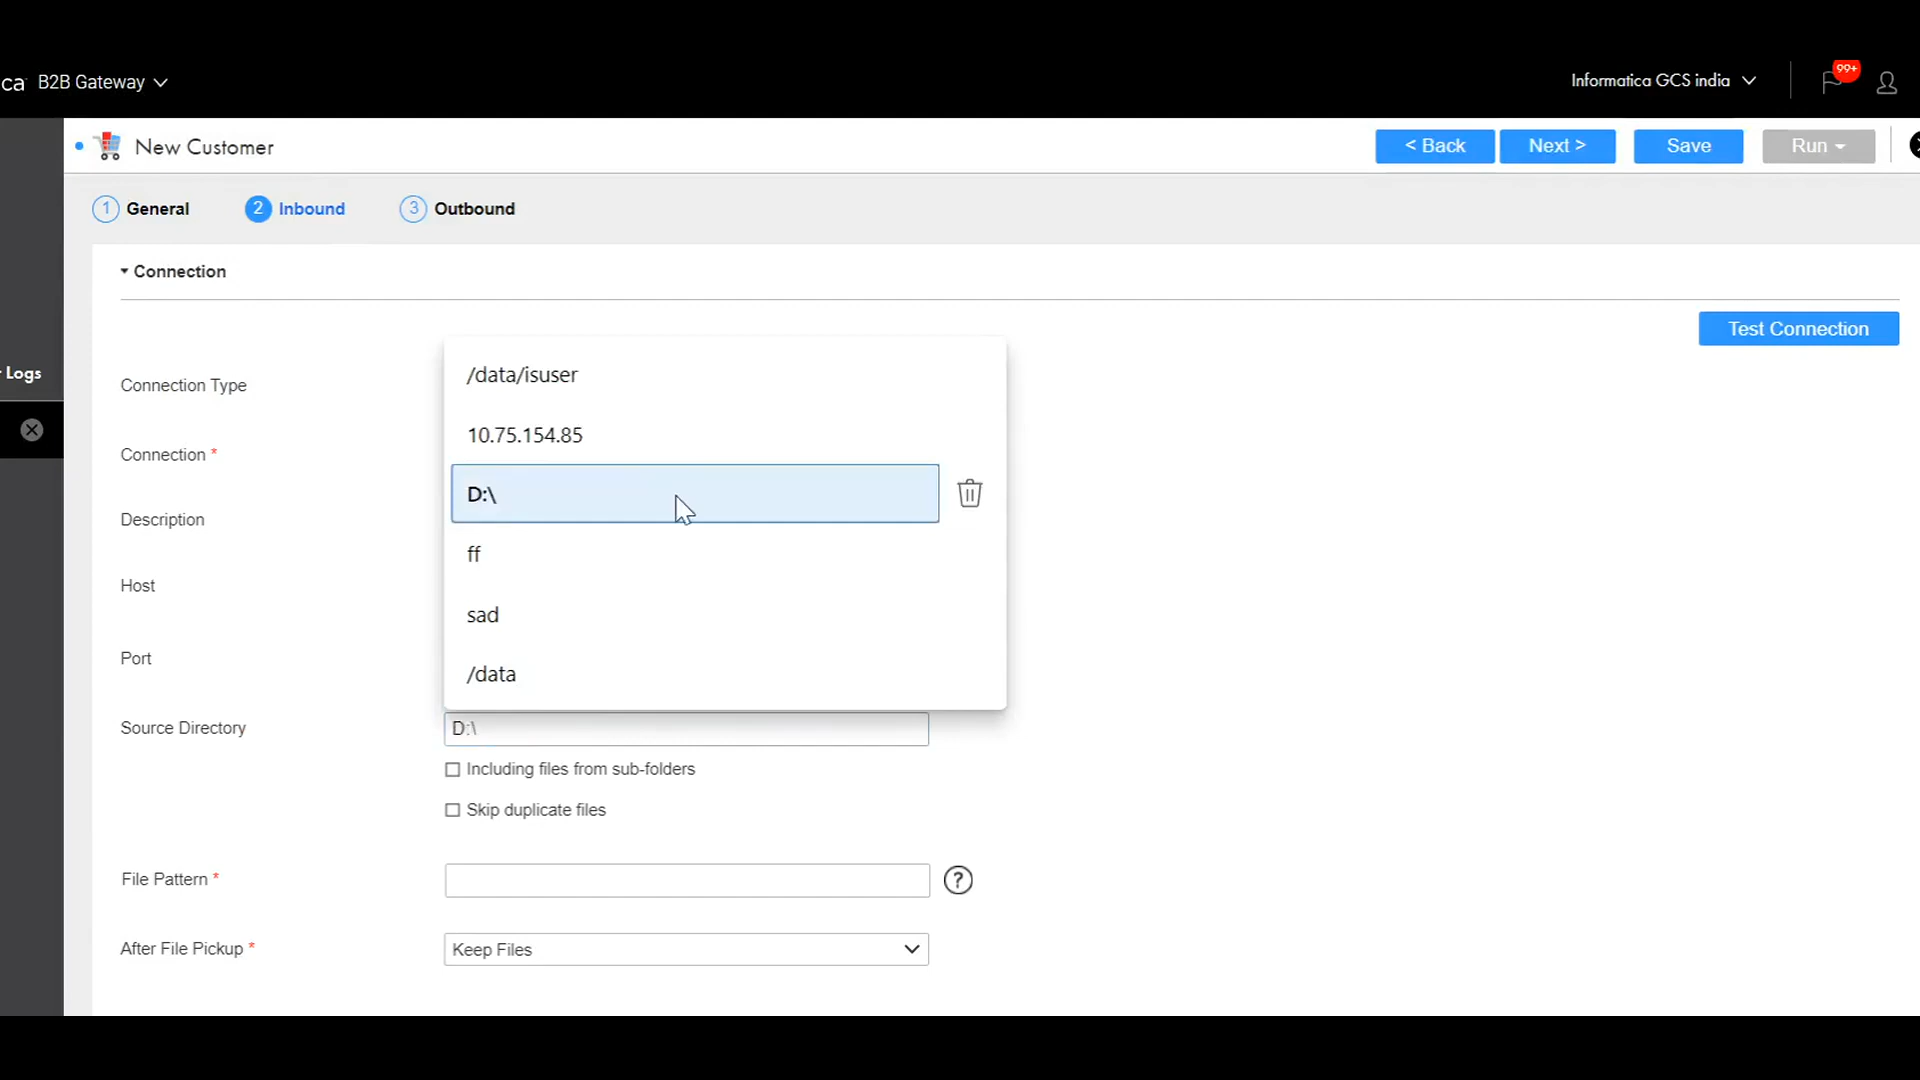 ca B2B Gateway
Informatica GCS india
99+
New Customer
< Back
Next >
Save
Run
1 General
2 Inbound
3 Outbound
Connection
Test Connection
Logs
Connection Type
/data/isuser
10.75.154.85
Connection *
D:\
Description
ff
Host
sad
Port
/data
Source Directory
D:\
Including files from sub-folders
Skip duplicate files
File Pattern *
?
After File Pickup *
Keep Files